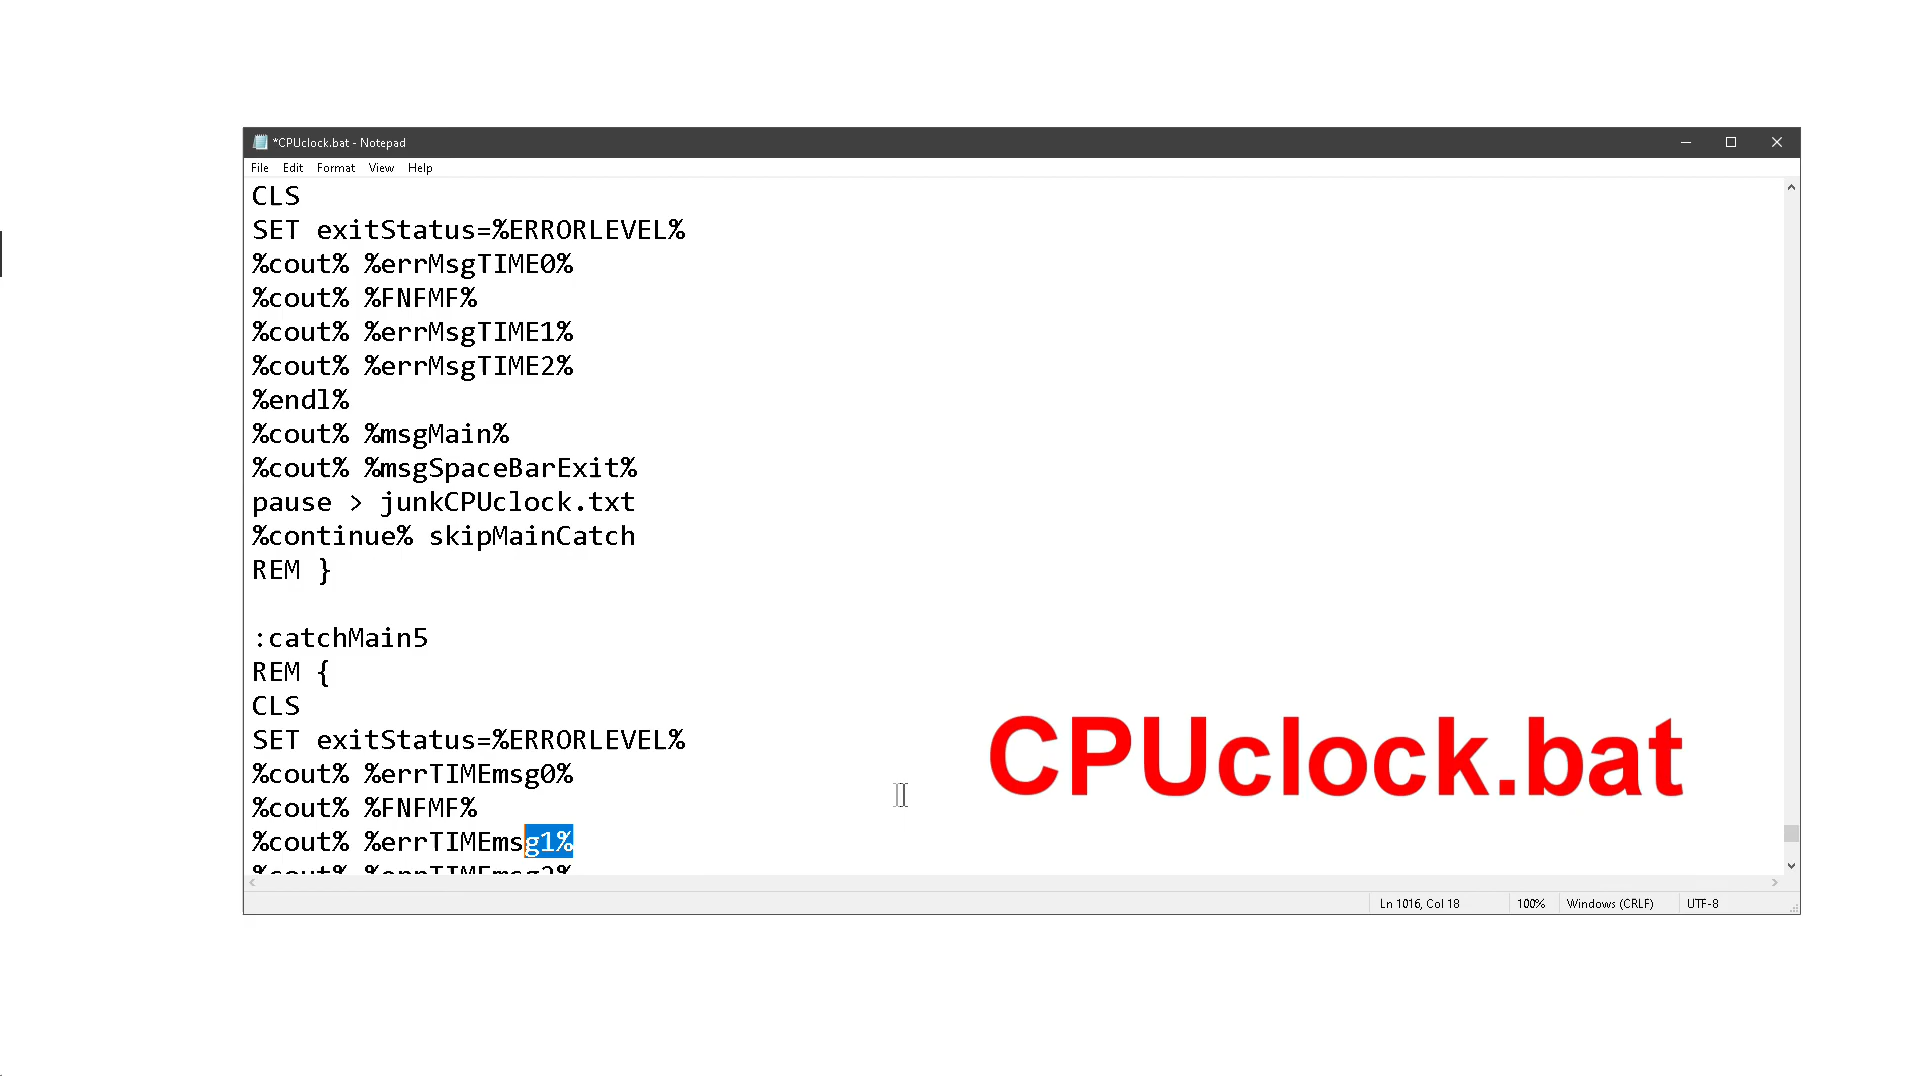 *CPUclock.bat - Notepad
File Edit Format View Help
CLS
SET exitStatus=%ERRORLEVEL%
%cout% %errMsgTIME0%
%cout% %FNFMF%
%cout% %errMsgTIME1%
%cout% %errMsgTIME2%
%endl%
%cout% %msgMain%
%cout% %msgSpaceBarExit%
pause > junkCPUclock.txt
%continue% skipMainCatch
REM }
:catchMain5
REM {
CLS
SET exitStatus=%ERRORLEVEL%
%cout% %errTIMEmsg0%
%cout% %FNFMF%
%cout% %errTIMEmsg1%
%cout% %errTIMEmsg2%
CPUclock.bat
Ln 1016, Col 18 100% Windows (CRLF) UTF-8